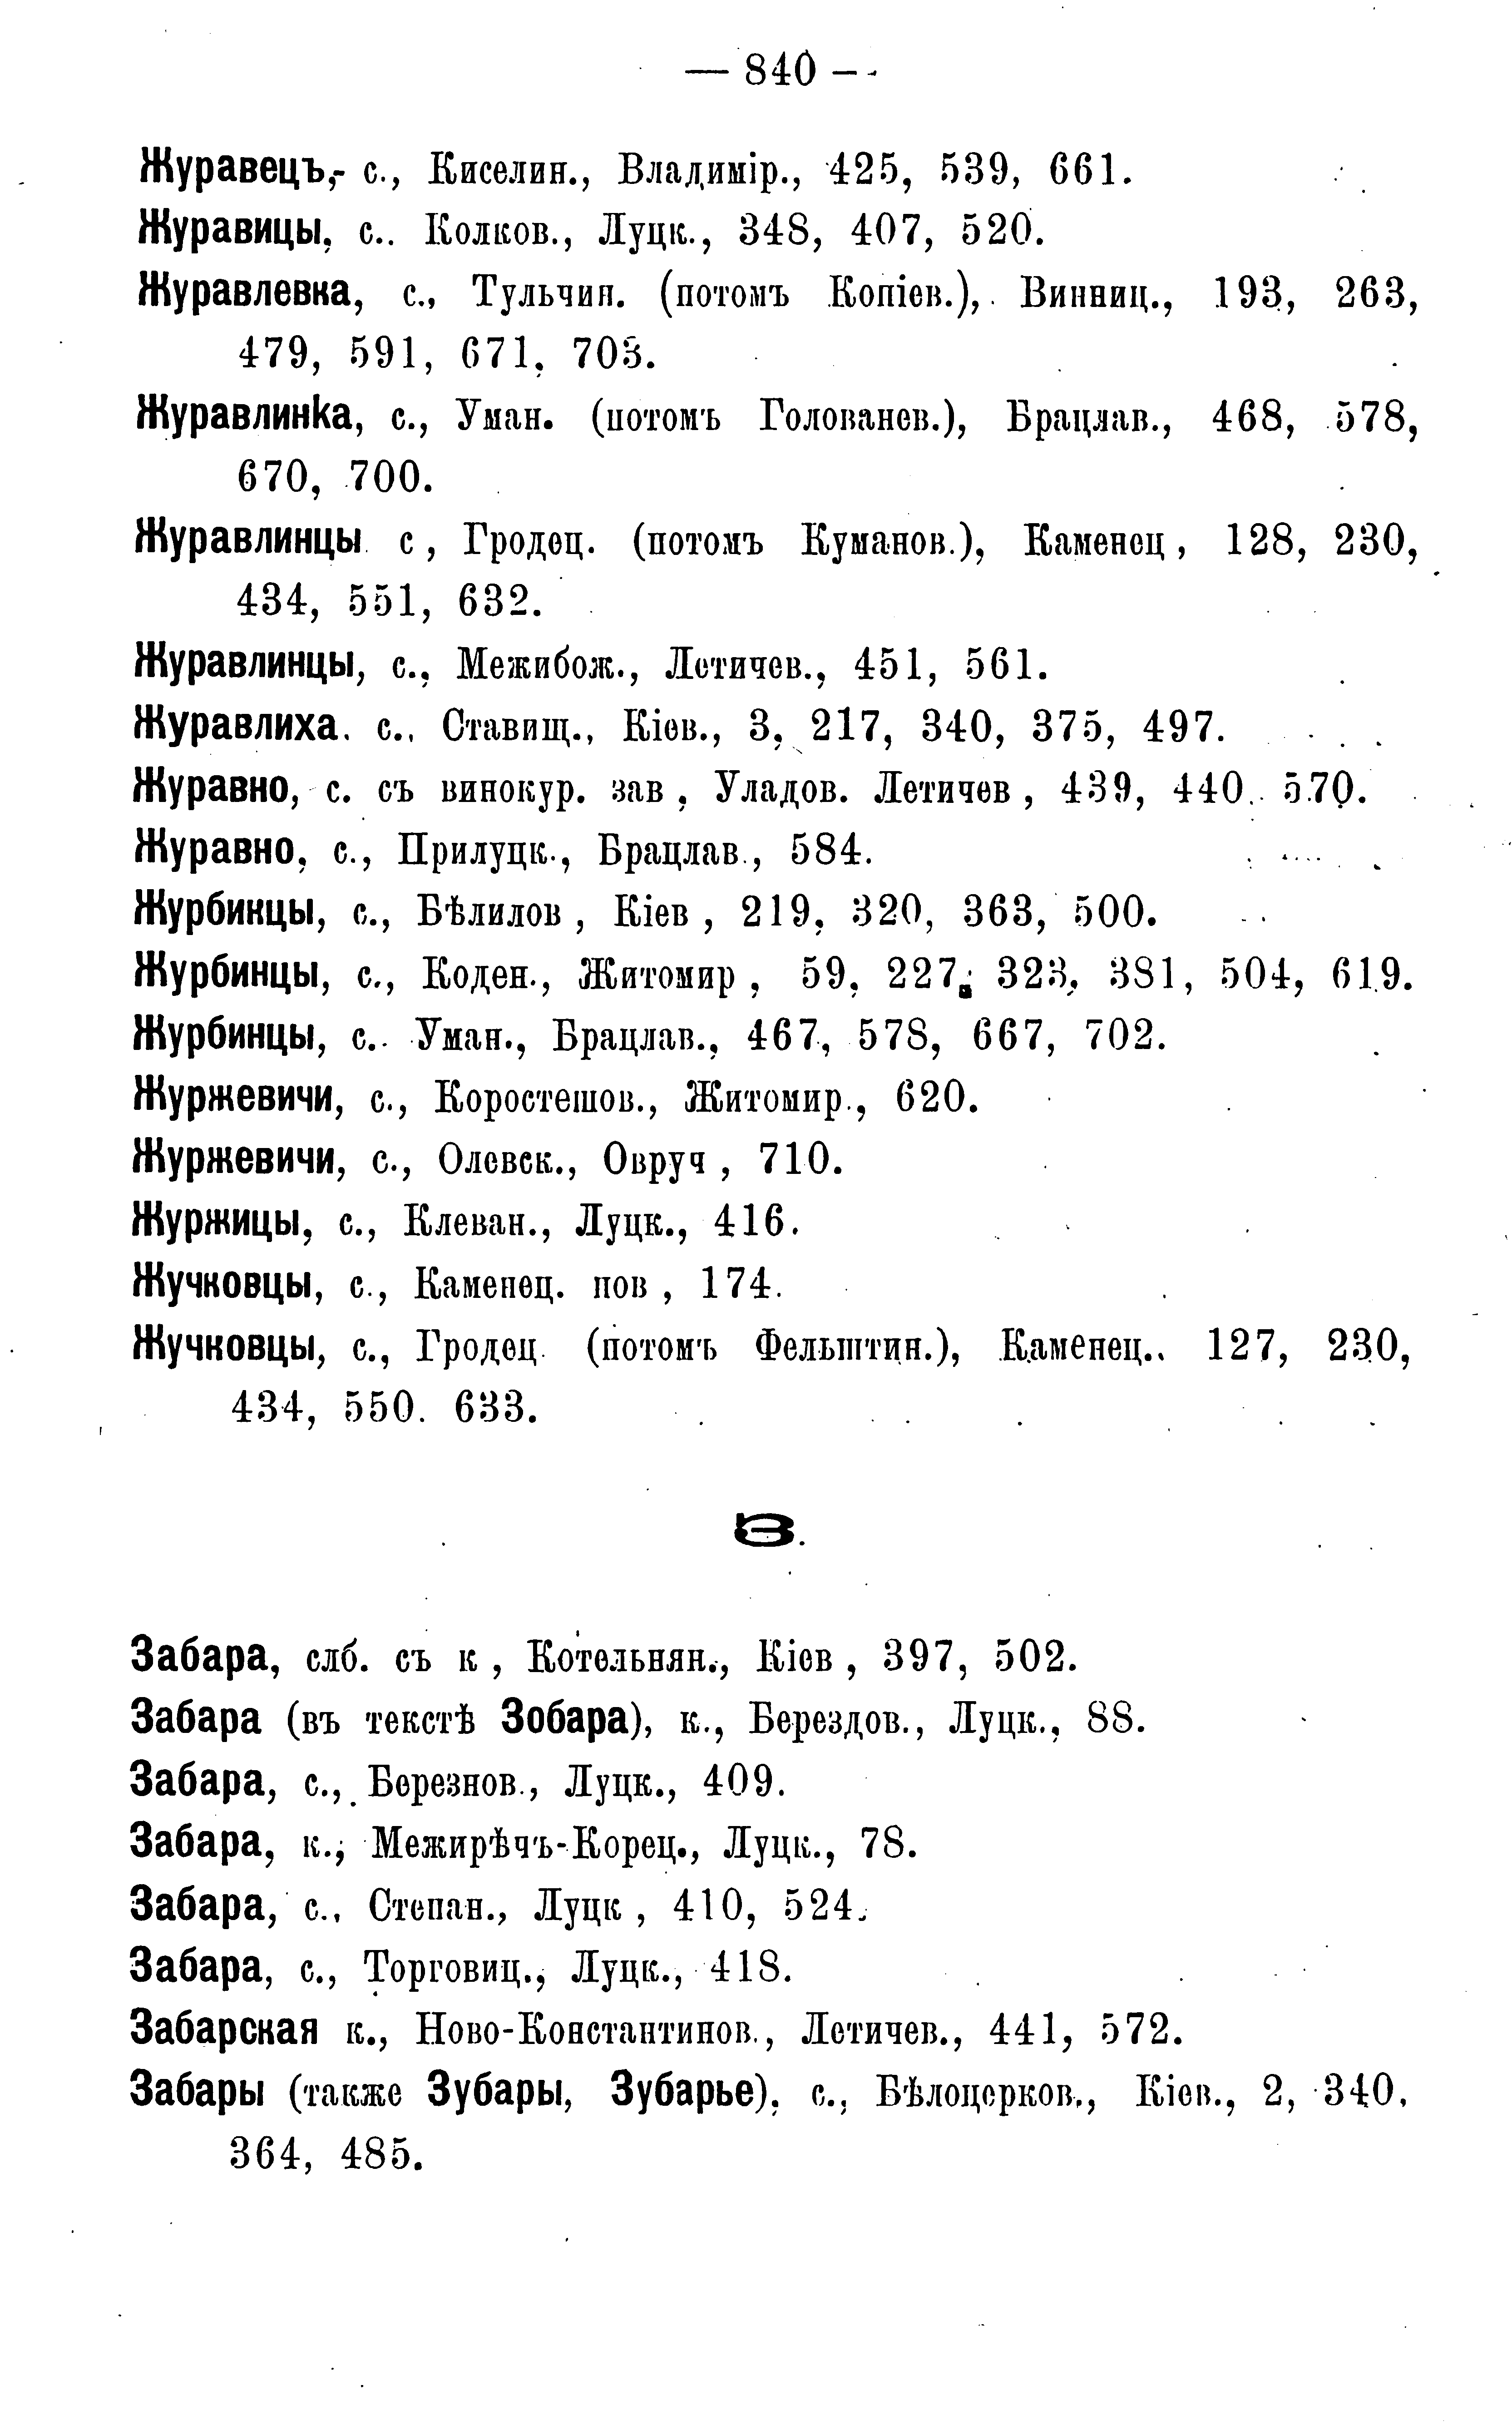 — 840 —
Журавецъ, с., Киселин., Владимір., 425, 539, 661.
Журавицы, с.. Колков., Луцк., 348, 407, 520.
Журавлевка, с., Тульчин. (потомъ Копіев.), Винниц., 193, 263,
479, 591, 671, 703.
Журавлинка, с., Уман. (потомъ Голованев.), Брацлав., 468, 578,
670, 700.
Журавлинцы с, Гродец. (потомъ Куманов.), Каменец, 128, 230,
434, 551, 632.
Журавлинцы, с., Межибож., Летичев., 451, 561.
Журавлиха. с., Ставищ., Кіев., 3, 217, 340, 375, 497.
Журавно, с. съ винокур. зав, Уладов. Летичев, 439, 440. 570.
Журавно, с., Прилуцк., Брацлав., 584.
Журбинцы, с., Бѣлилов, Кіев, 219, 320, 363, 500.
Журбинцы, с., Коден., Житомир, 59, 227, 323, 381, 504, 619.
Журбинцы, с.. Уман., Брацлав., 467, 578, 667, 702.
Журжевичи, с., Коростешов., Житомир., 620.
Журжевичи, с., Олевск., Овруч, 710.
Журжицы, с., Клеван., Луцк., 416.
Жучковцы, с., Каменец. пов, 174.
Жучковцы, с., Гродец. (потомъ Фельштин.), Каменец., 127, 230,
434, 550. 633.
З.
Забара, слб. съ к, Котельнян., Кіев, 397, 502.
Забара (въ текстѣ Зобара), к., Берездов., Луцк., 88.
Забара, с., Березнов., Луцк., 409.
Забара, к., Межирѣчъ-Корец., Луцк., 78.
Забара, с., Степан., Луцк, 410, 524.
Забара, с., Торговиц., Луцк., 418.
Забарская к., Ново-Константинов., Летичев., 441, 572.
Забары (также Зубары, Зубарье), с., Бѣлоцерков., Кіев., 2, 340,
364, 485.